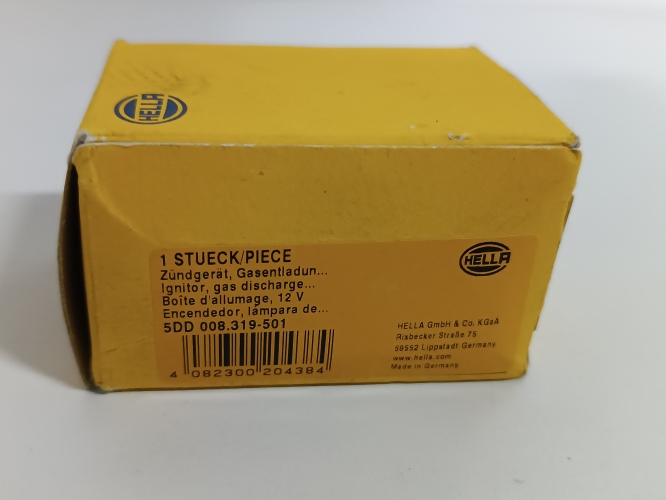 HELLA
1 STUECK/PIECE
Zündgerät, Gasentladun...
Ignitor, gas discharge...
Boîte d'allumage, 12 V
Encendedor, lámpara de...
5DD 008.319-501
4 082300 204384
HELLA
HELLA GmbH & Co. KGaA
Rixbecker Straße 75
59552 Lippstadt Germany
www.hella.com
Made in Germany